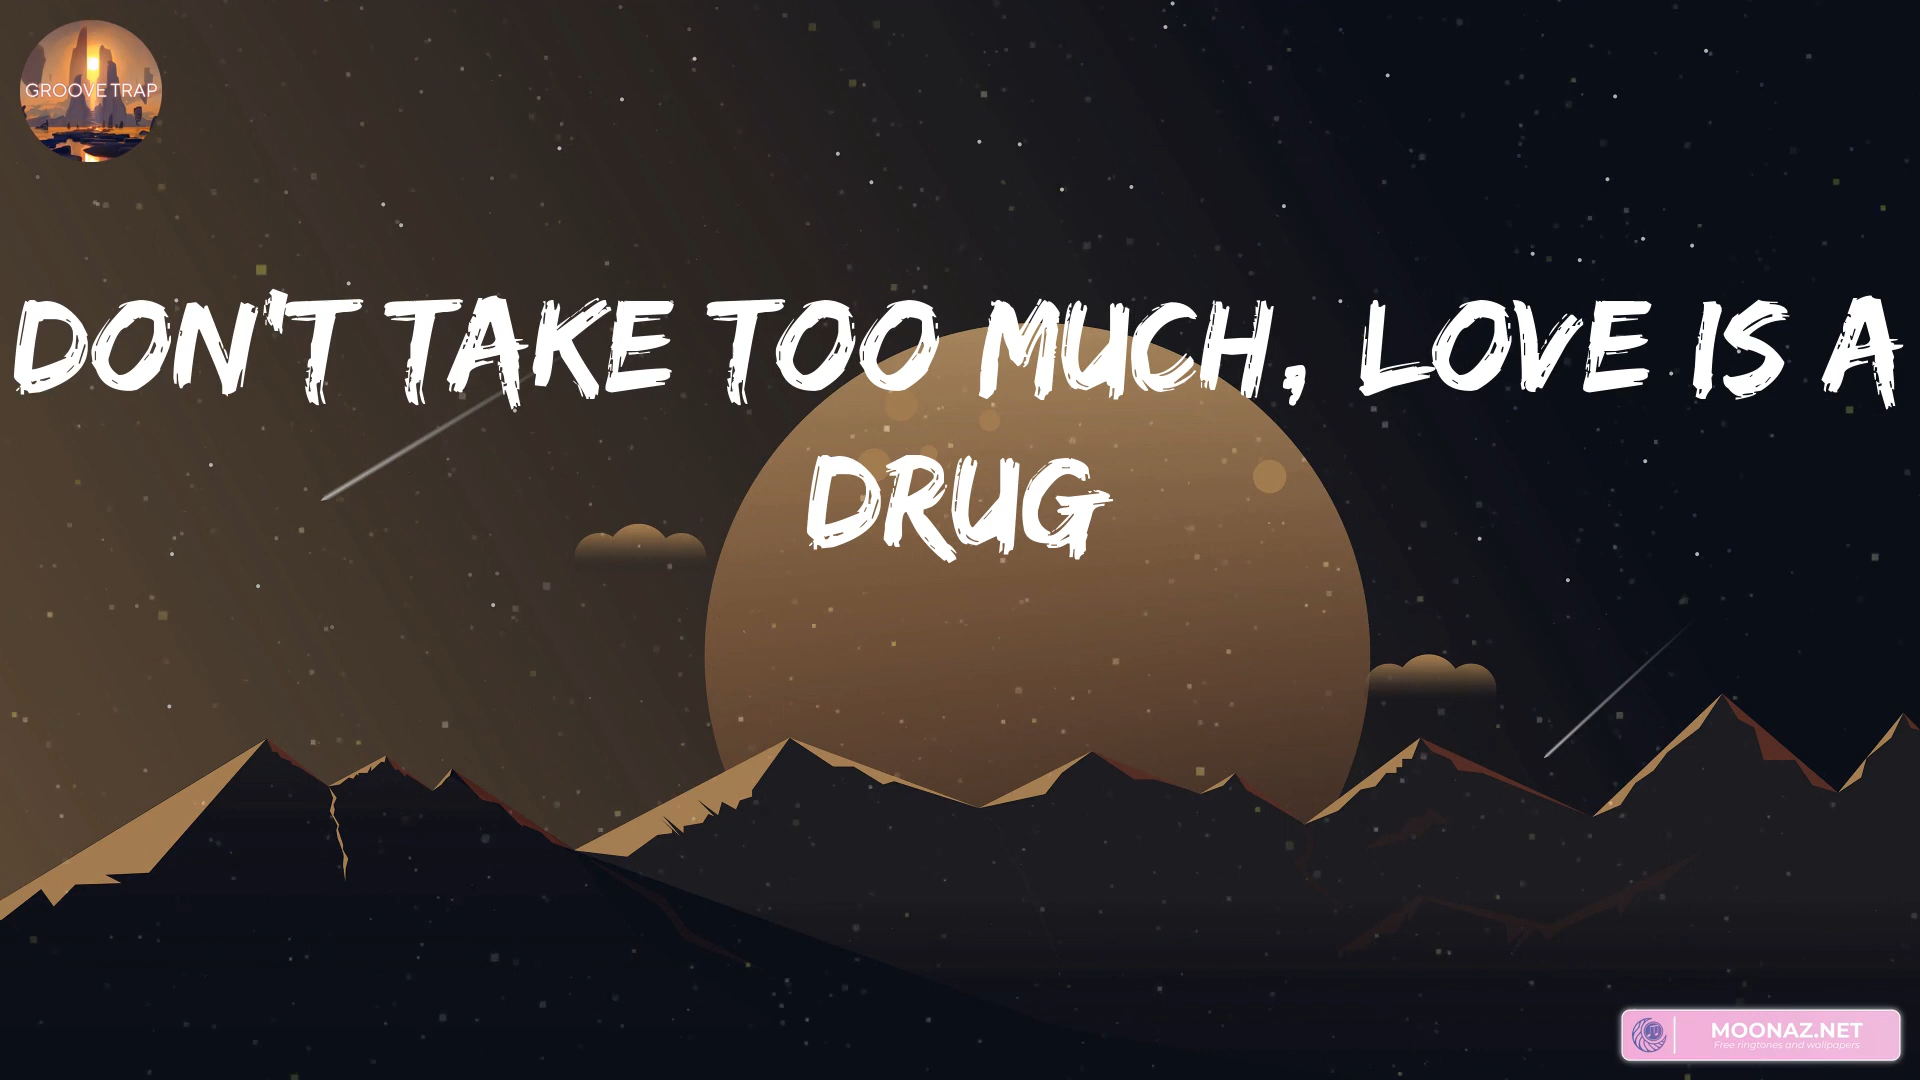 GROOVE TRAP
DON'T TAKE TOO MUCH, LOVE IS A
DRUG
MOONAZ.NET
Free ringtones and wallpapers